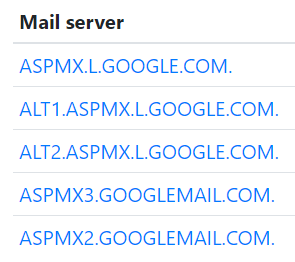 Mail server
ASPMX.L.GOOGLE.COM.
ALT1.ASPMX.L.GOOGLE.COM.
ALT2.ASPMX.L.GOOGLE.COM.
ASPMX3.GOOGLEMAIL.COM.
ASPMX2.GOOGLEMAIL.COM.